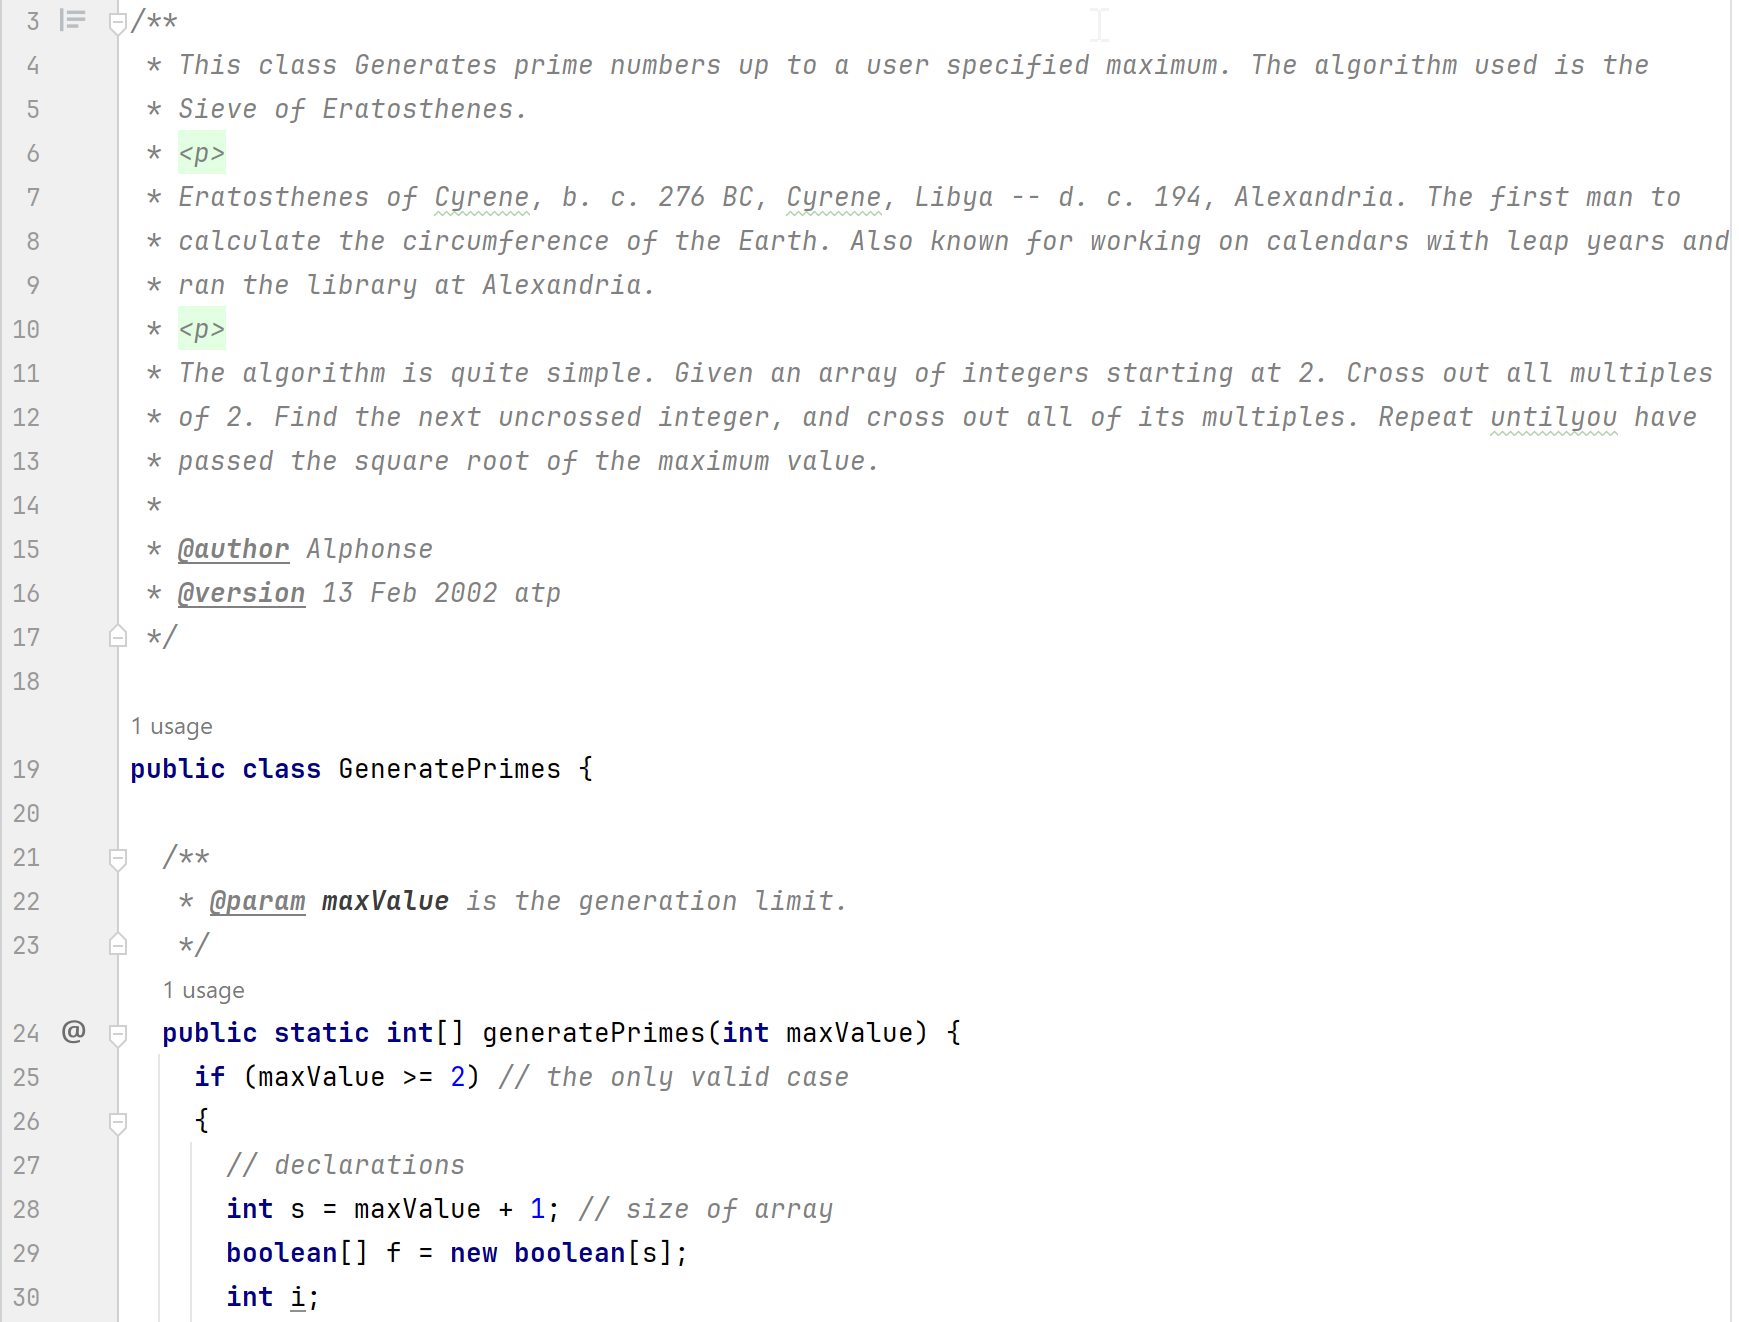 3 /**
4 * This class Generates prime numbers up to a user specified maximum. The algorithm used is the
5 * Sieve of Eratosthenes.
6 * <p>
7 * Eratosthenes of Cyrene, b. c. 276 BC, Cyrene, Libya -- d. c. 194, Alexandria. The first man to
8 * calculate the circumference of the Earth. Also known for working on calendars with leap years and
9 * ran the library at Alexandria.
10 * <p>
11 * The algorithm is quite simple. Given an array of integers starting at 2. Cross out all multiples
12 * of 2. Find the next uncrossed integer, and cross out all of its multiples. Repeat untilyou have
13 * passed the square root of the maximum value.
14 *
15 * @author Alphonse
16 * @version 13 Feb 2002 atp
17 */
18
1 usage
19 public class GeneratePrimes {
20
21 /**
22 * @param maxValue is the generation limit.
23 */
1 usage
24 @ public static int[] generatePrimes(int maxValue) {
25 if (maxValue >= 2) // the only valid case
26 {
27 // declarations
28 int s = maxValue + 1; // size of array
29 boolean[] f = new boolean[s];
30 int i;